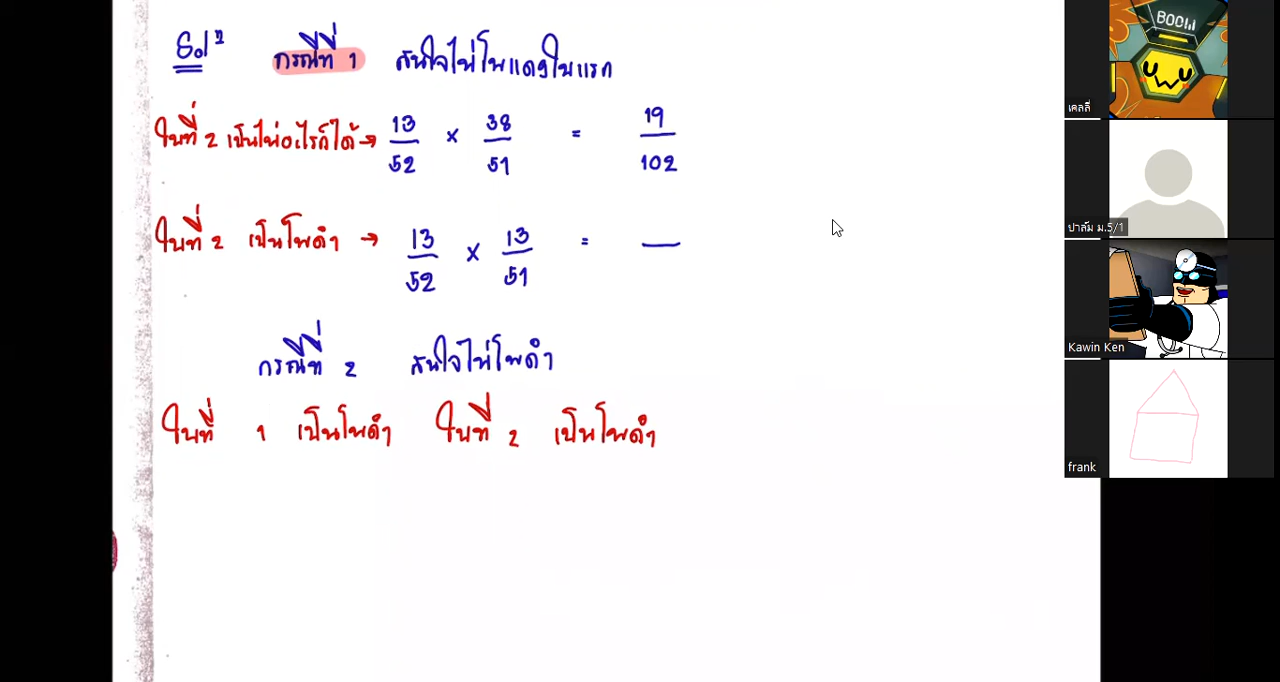 Solⁿ กรณีที่ 1 สนใจไพ่โพแดงใบแรก
ใบที่ 2 เป็นไพ่อะไรก็ได้ → 13/52 × 38/51 = 19/102
ใบที่ 2 เป็นโพดำ → 13/52 × 13/51 = —
กรณีที่ 2 สนใจไพ่โพดำ
ใบที่ 1 เป็นโพดำ ใบที่ 2 เป็นโพดำ
BOOM
เคลลี่
ปาล์ม ม.5/1
Kawin Ken
frank